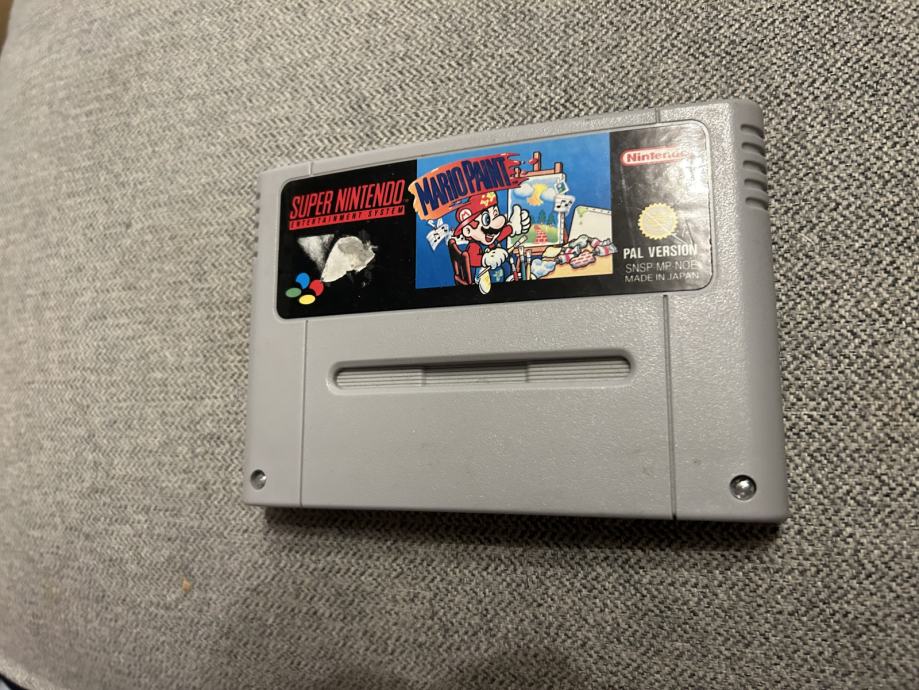 SUPER NINTENDO
ENTERTAINMENT SYSTEM
MARIO PAINT
Nintendo
PAL VERSION
SNSP-MP-NOE
MADE IN JAPAN